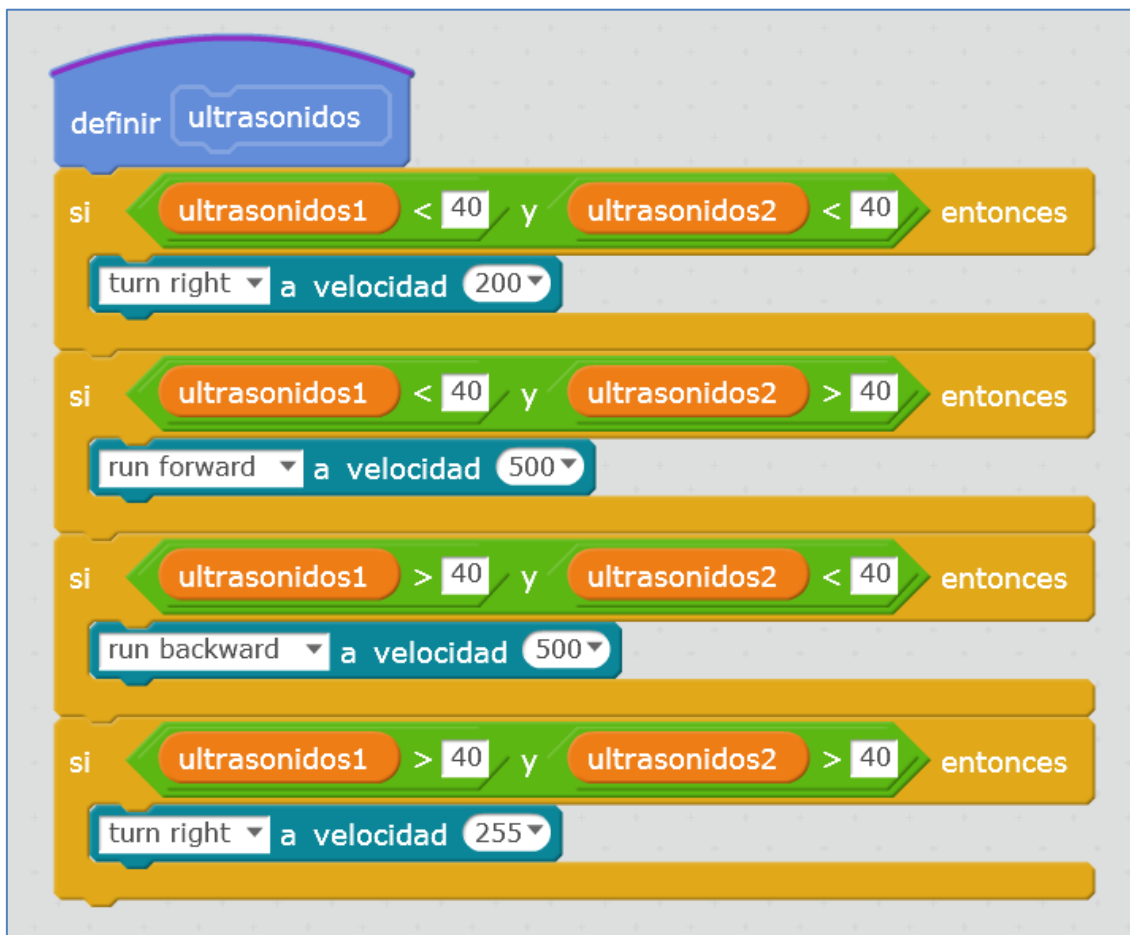 definir ultrasonidos
si ultrasonidos1 < 40 y ultrasonidos2 < 40 entonces
turn right a velocidad 200
si ultrasonidos1 < 40 y ultrasonidos2 > 40 entonces
run forward a velocidad 500
si ultrasonidos1 > 40 y ultrasonidos2 < 40 entonces
run backward a velocidad 500
si ultrasonidos1 > 40 y ultrasonidos2 > 40 entonces
turn right a velocidad 255